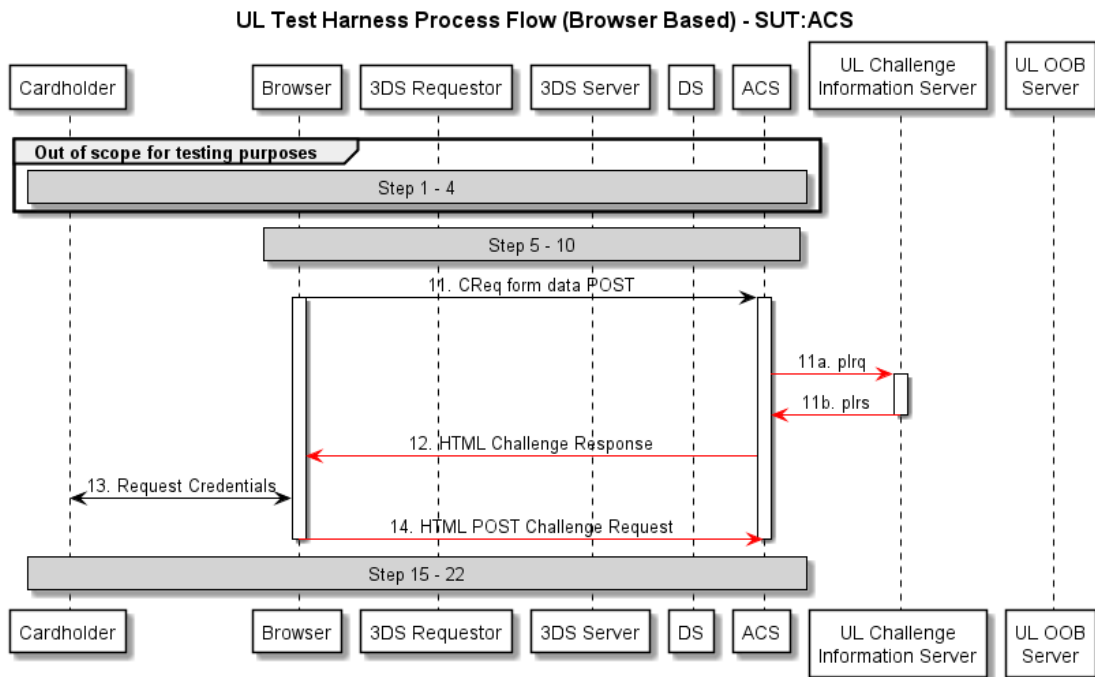 UL Test Harness Process Flow (Browser Based) - SUT:ACS
Cardholder
Browser
3DS Requestor
3DS Server
DS
ACS
UL Challenge
Information Server
UL OOB
Server
Out of scope for testing purposes
Step 1 - 4
Step 5 - 10
11. CReq form data POST
11a. plrq
11b. plrs
12. HTML Challenge Response
13. Request Credentials
14. HTML POST Challenge Request
Step 15 - 22
Cardholder
Browser
3DS Requestor
3DS Server
DS
ACS
UL Challenge
Information Server
UL OOB
Server